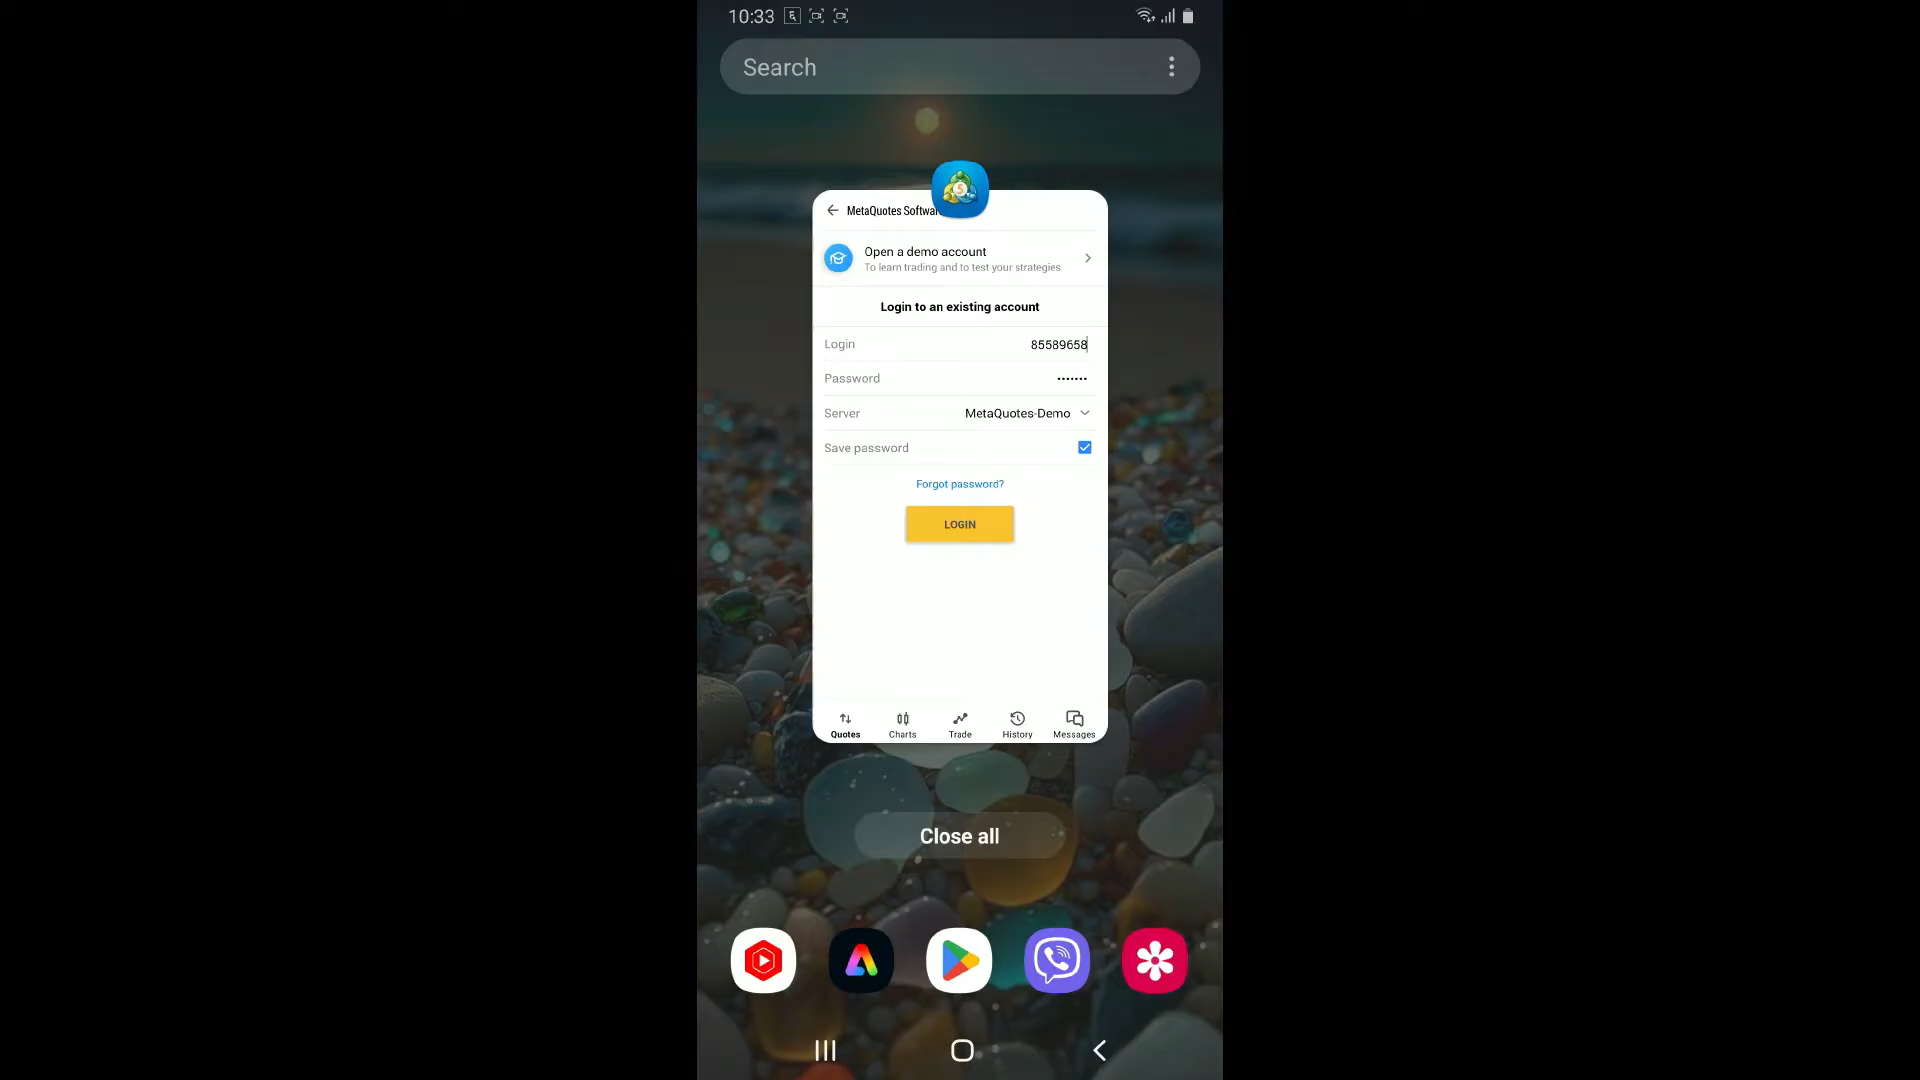 10:33
Search
MetaQuotes Softwar
Open a demo account
To learn trading and to test your strategies
Login to an existing account
Login 85589658
Password •••••••
Server MetaQuotes-Demo
Save password
Forgot password?
LOGIN
Quotes Charts Trade History Messages
Close all